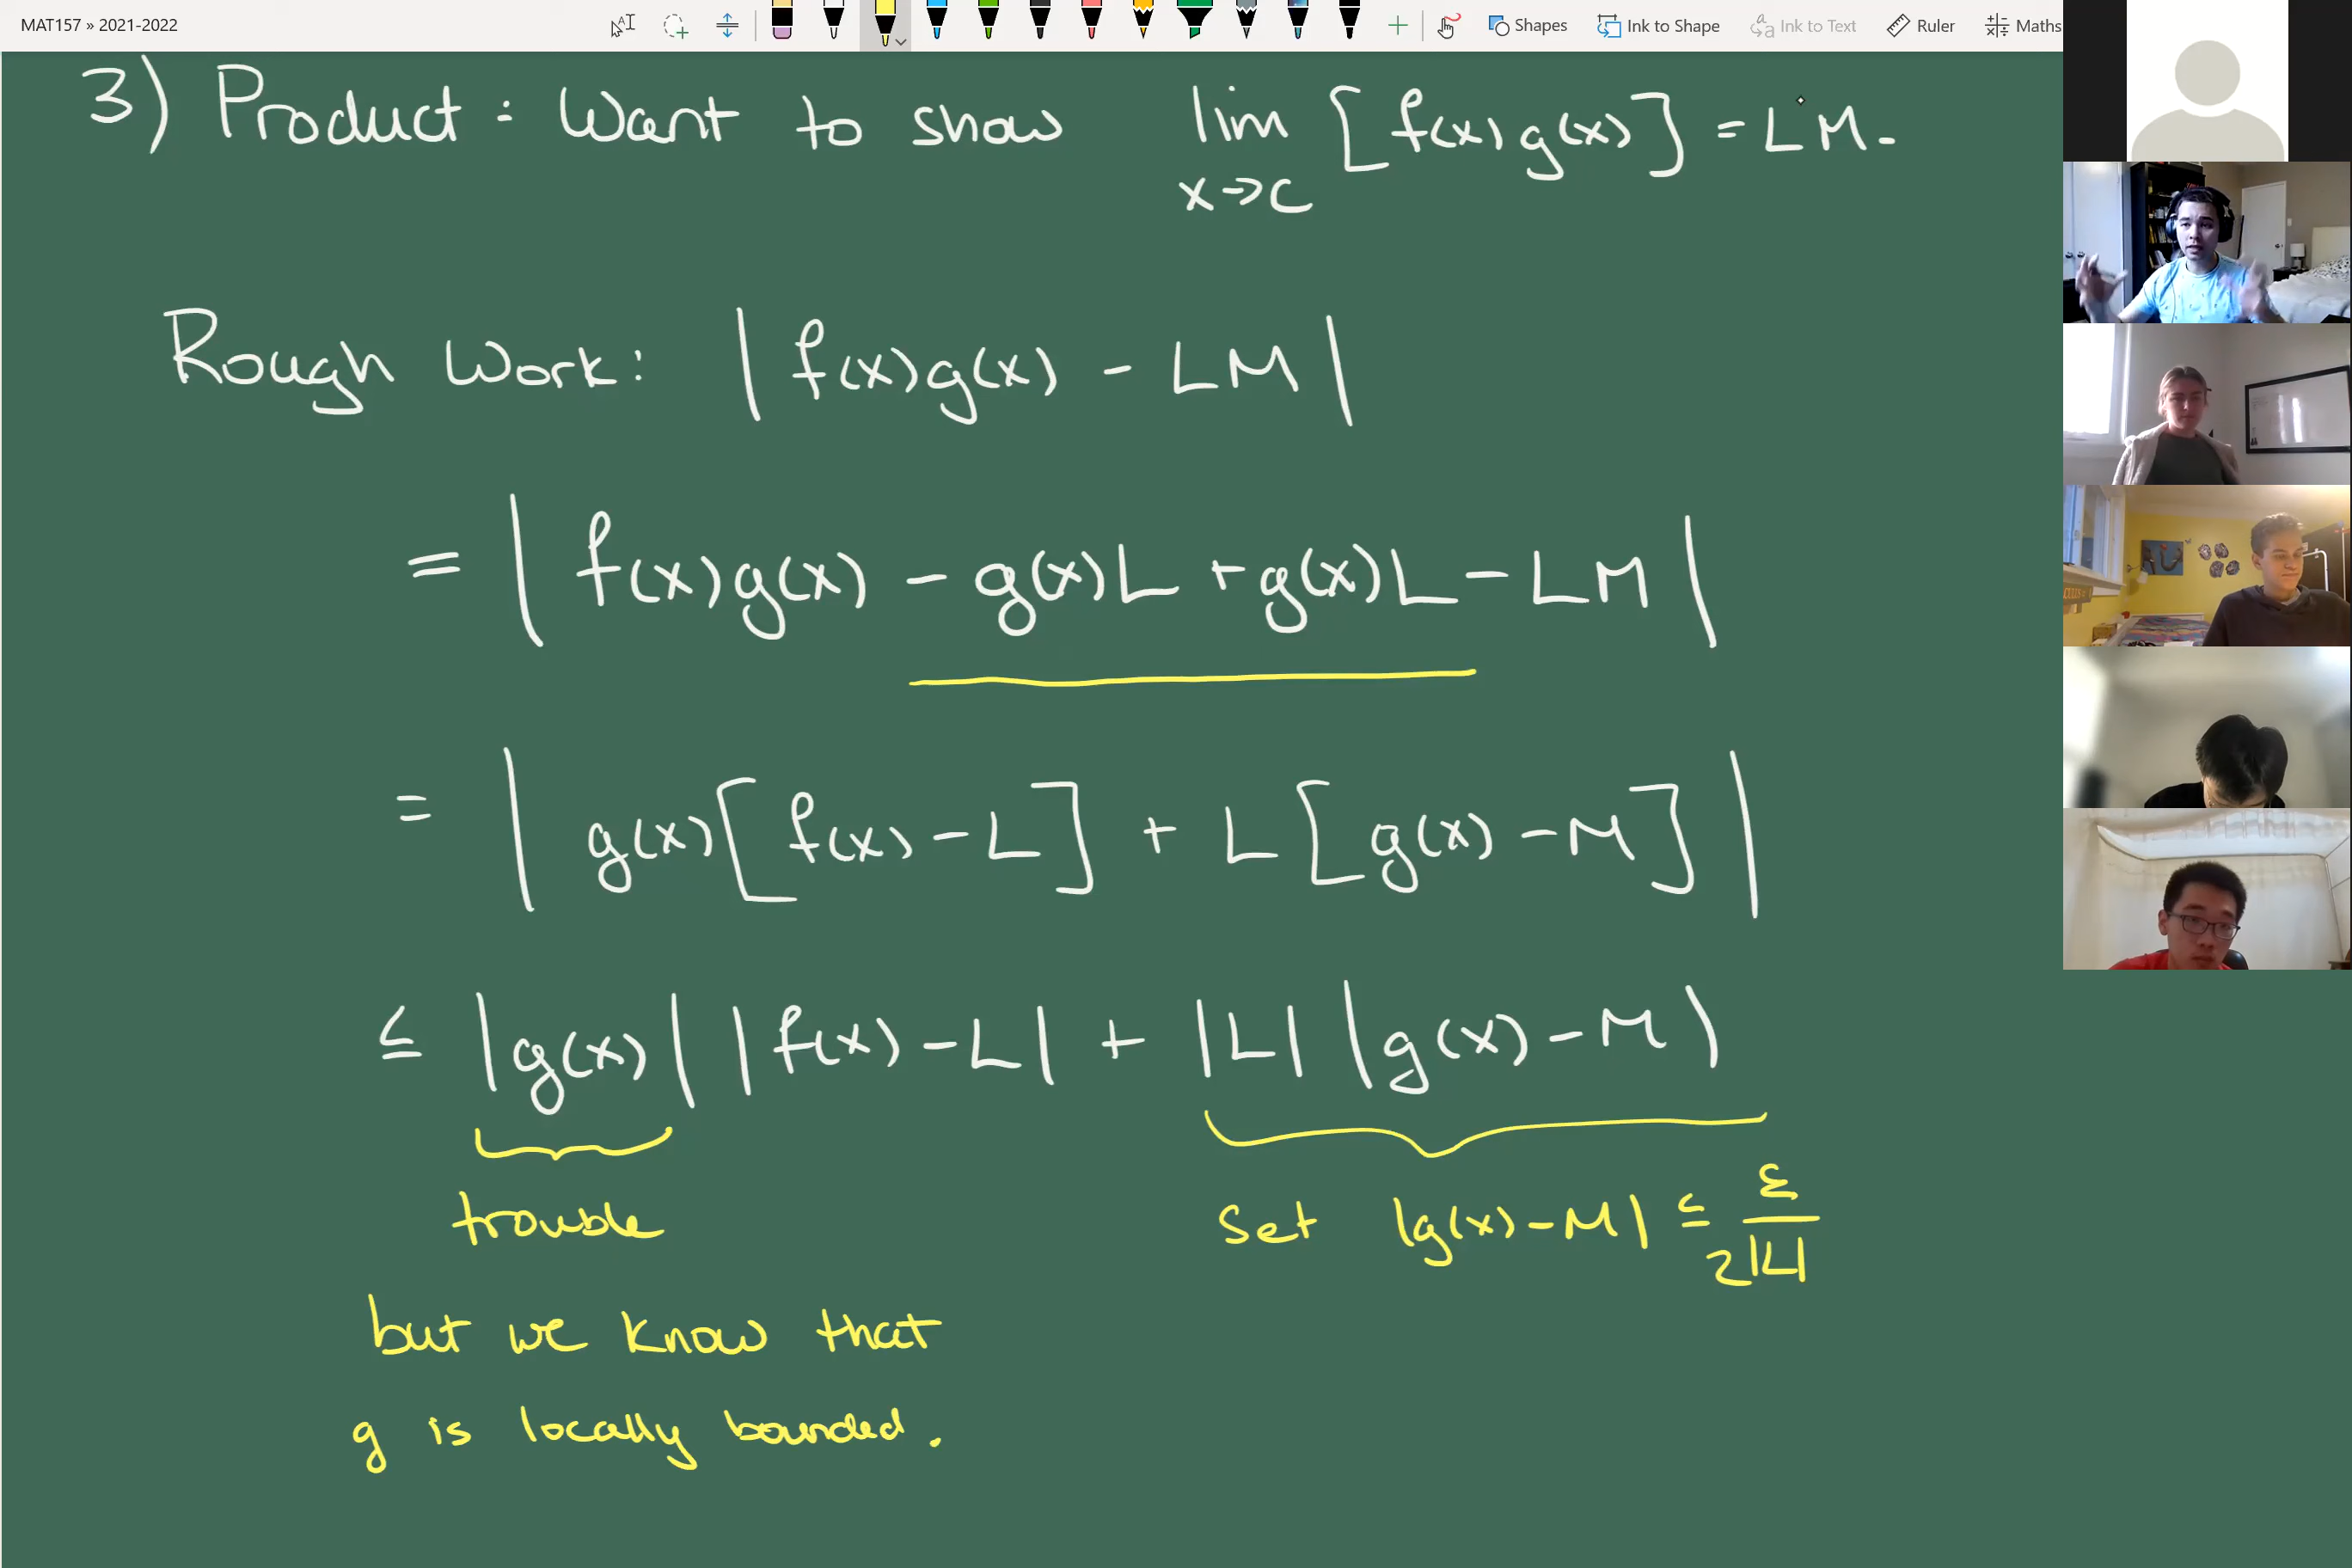 MAT157 » 2021-2022
Shapes Ink to Shape Ink to Text Ruler Maths
3) Product: Want to show lim [f(x)g(x)] = LM.
x→c
Rough Work: |f(x)g(x) - LM|
= |f(x)g(x) - g(x)L + g(x)L - LM|
= |g(x)[f(x) - L] + L[g(x) - M]|
≤ |g(x)| |f(x) - L| + |L| |g(x) - M|
trouble
set |g(x) - M| ≤ ε/2|L|
but we know that
g is locally bounded.